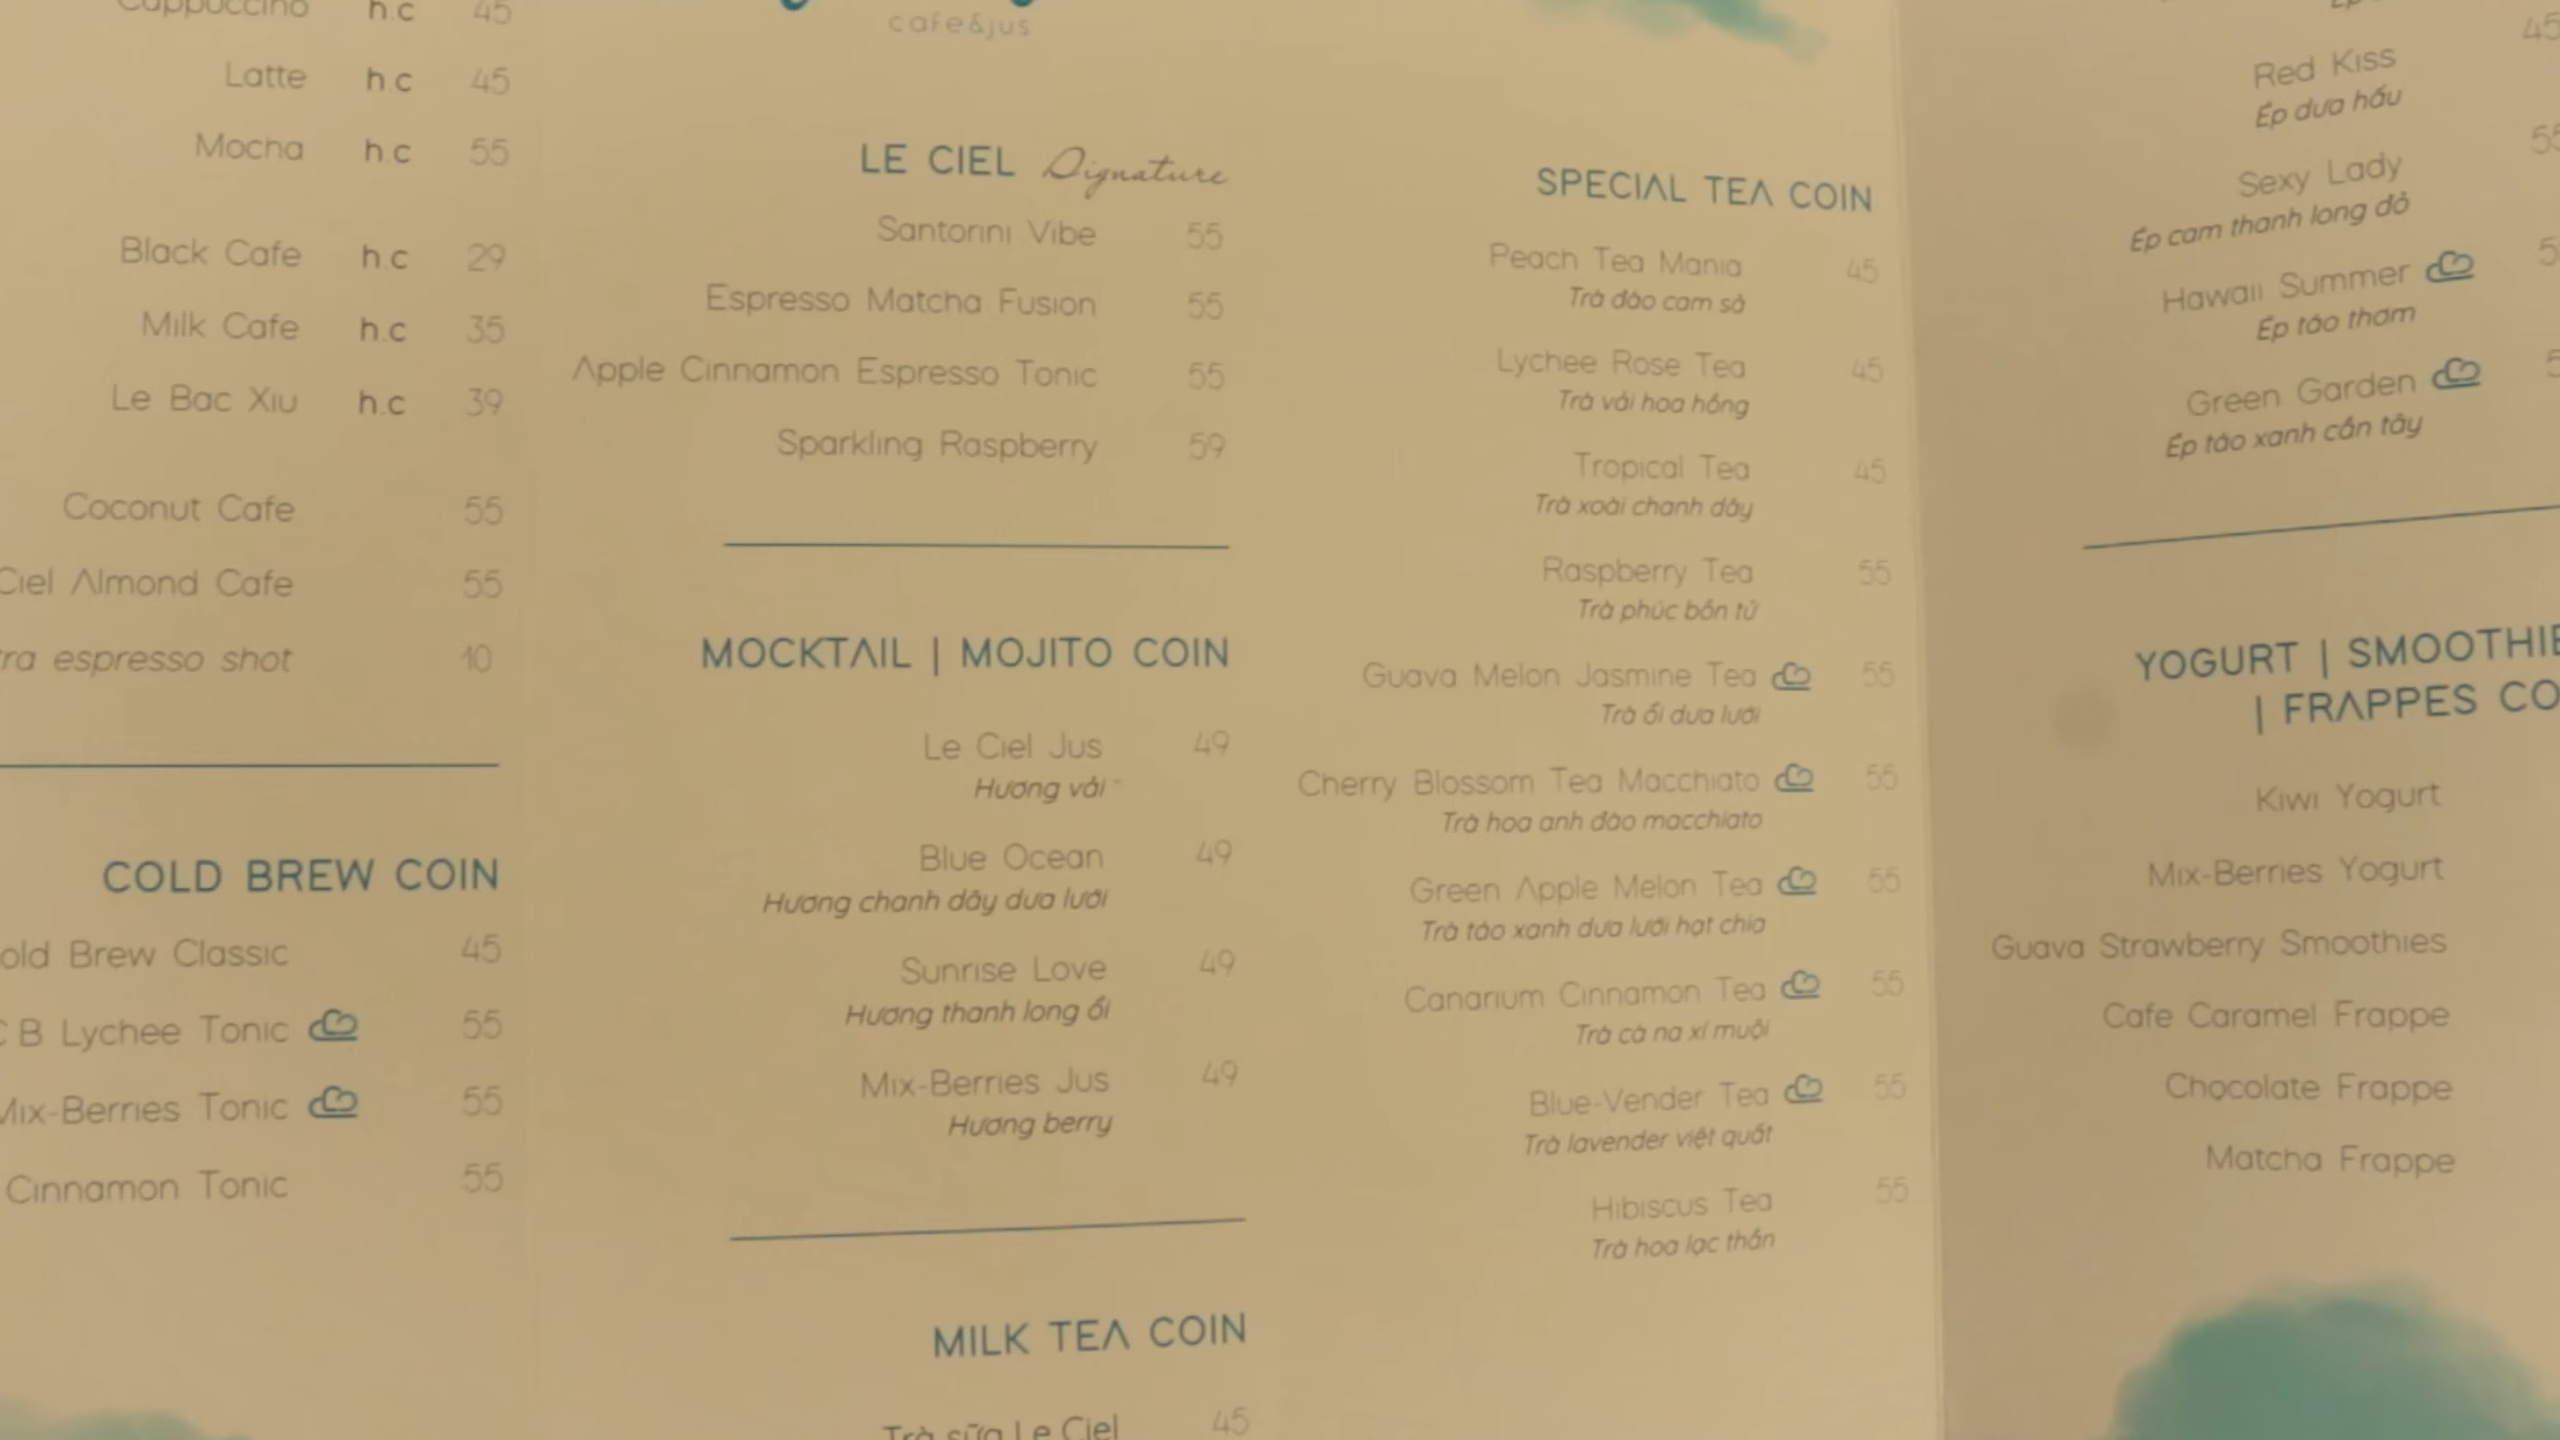 Cappuccino h.c 45
Latte h.c 45
Mocha h.c 55
Black Cafe h.c 29
Milk Cafe h.c 35
Le Bac Xiu h.c 39
Coconut Cafe 55
Ciel Almond Cafe 55
ra espresso shot 10
COLD BREW COIN
old Brew Classic 45
C B Lychee Tonic 55
Mix-Berries Tonic 55
Cinnamon Tonic 55
cafe&jus
LE CIEL Signature
Santorini Vibe 55
Espresso Matcha Fusion 55
Apple Cinnamon Espresso Tonic 55
Sparkling Raspberry 59
MOCKTAIL | MOJITO COIN
Le Ciel Jus 49
Hương vải
Blue Ocean 49
Hương chanh dây dưa lưới
Sunrise Love 49
Hương thanh long ổi
Mix-Berries Jus 49
Hương berry
MILK TEA COIN
Trà sữa Le Ciel 45
SPECIAL TEA COIN
Peach Tea Mania 45
Trà đào cam sả
Lychee Rose Tea 45
Trà vải hoa hồng
Tropical Tea 45
Trà xoài chanh dây
Raspberry Tea 55
Trà phúc bồn tử
Guava Melon Jasmine Tea 55
Trà ổi dưa lưới
Cherry Blossom Tea Macchiato 55
Trà hoa anh đào macchiato
Green Apple Melon Tea 55
Trà táo xanh dưa lưới hạt chia
Canarium Cinnamon Tea 55
Trà cà na xí muội
Blue-Vender Tea 55
Trà lavender việt quất
Hibiscus Tea 55
Trà hoa lạc thần
45
Red Kiss
Ép dưa hấu
55
Sexy Lady
Ép cam thanh long đỏ
Hawaii Summer 5
Ép táo thơm
Green Garden 5
Ép táo xanh cần tây
YOGURT | SMOOTHIE
| FRAPPES CO
Kiwi Yogurt
Mix-Berries Yogurt
Guava Strawberry Smoothies
Cafe Caramel Frappe
Chocolate Frappe
Matcha Frappe